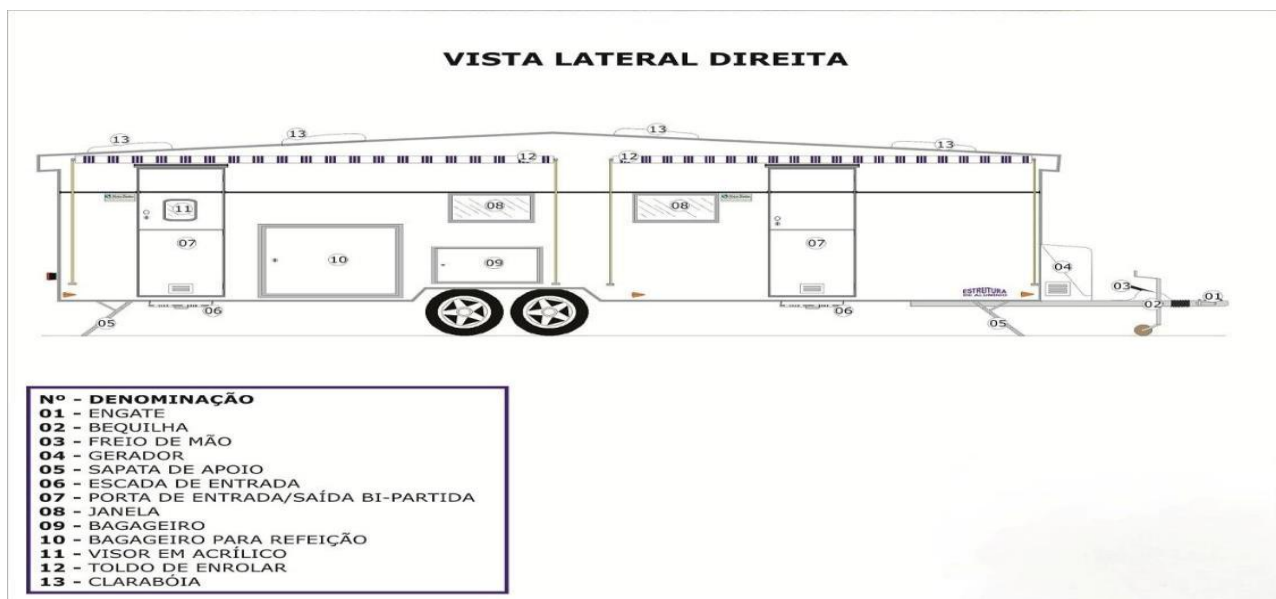 VISTA LATERAL DIREITA
13
13
13
13
12
12
11
08
08
07
07
10
09
04
ESTRUTURA
DE ALUMÍNIO
03
02
01
05
06
06
05
Nº - DENOMINAÇÃO
01 - ENGATE
02 - BEQUILHA
03 - FREIO DE MÃO
04 - GERADOR
05 - SAPATA DE APOIO
06 - ESCADA DE ENTRADA
07 - PORTA DE ENTRADA/SAÍDA BI-PARTIDA
08 - JANELA
09 - BAGAGEIRO
10 - BAGAGEIRO PARA REFEIÇÃO
11 - VISOR EM ACRÍLICO
12 - TOLDO DE ENROLAR
13 - CLARABÓIA